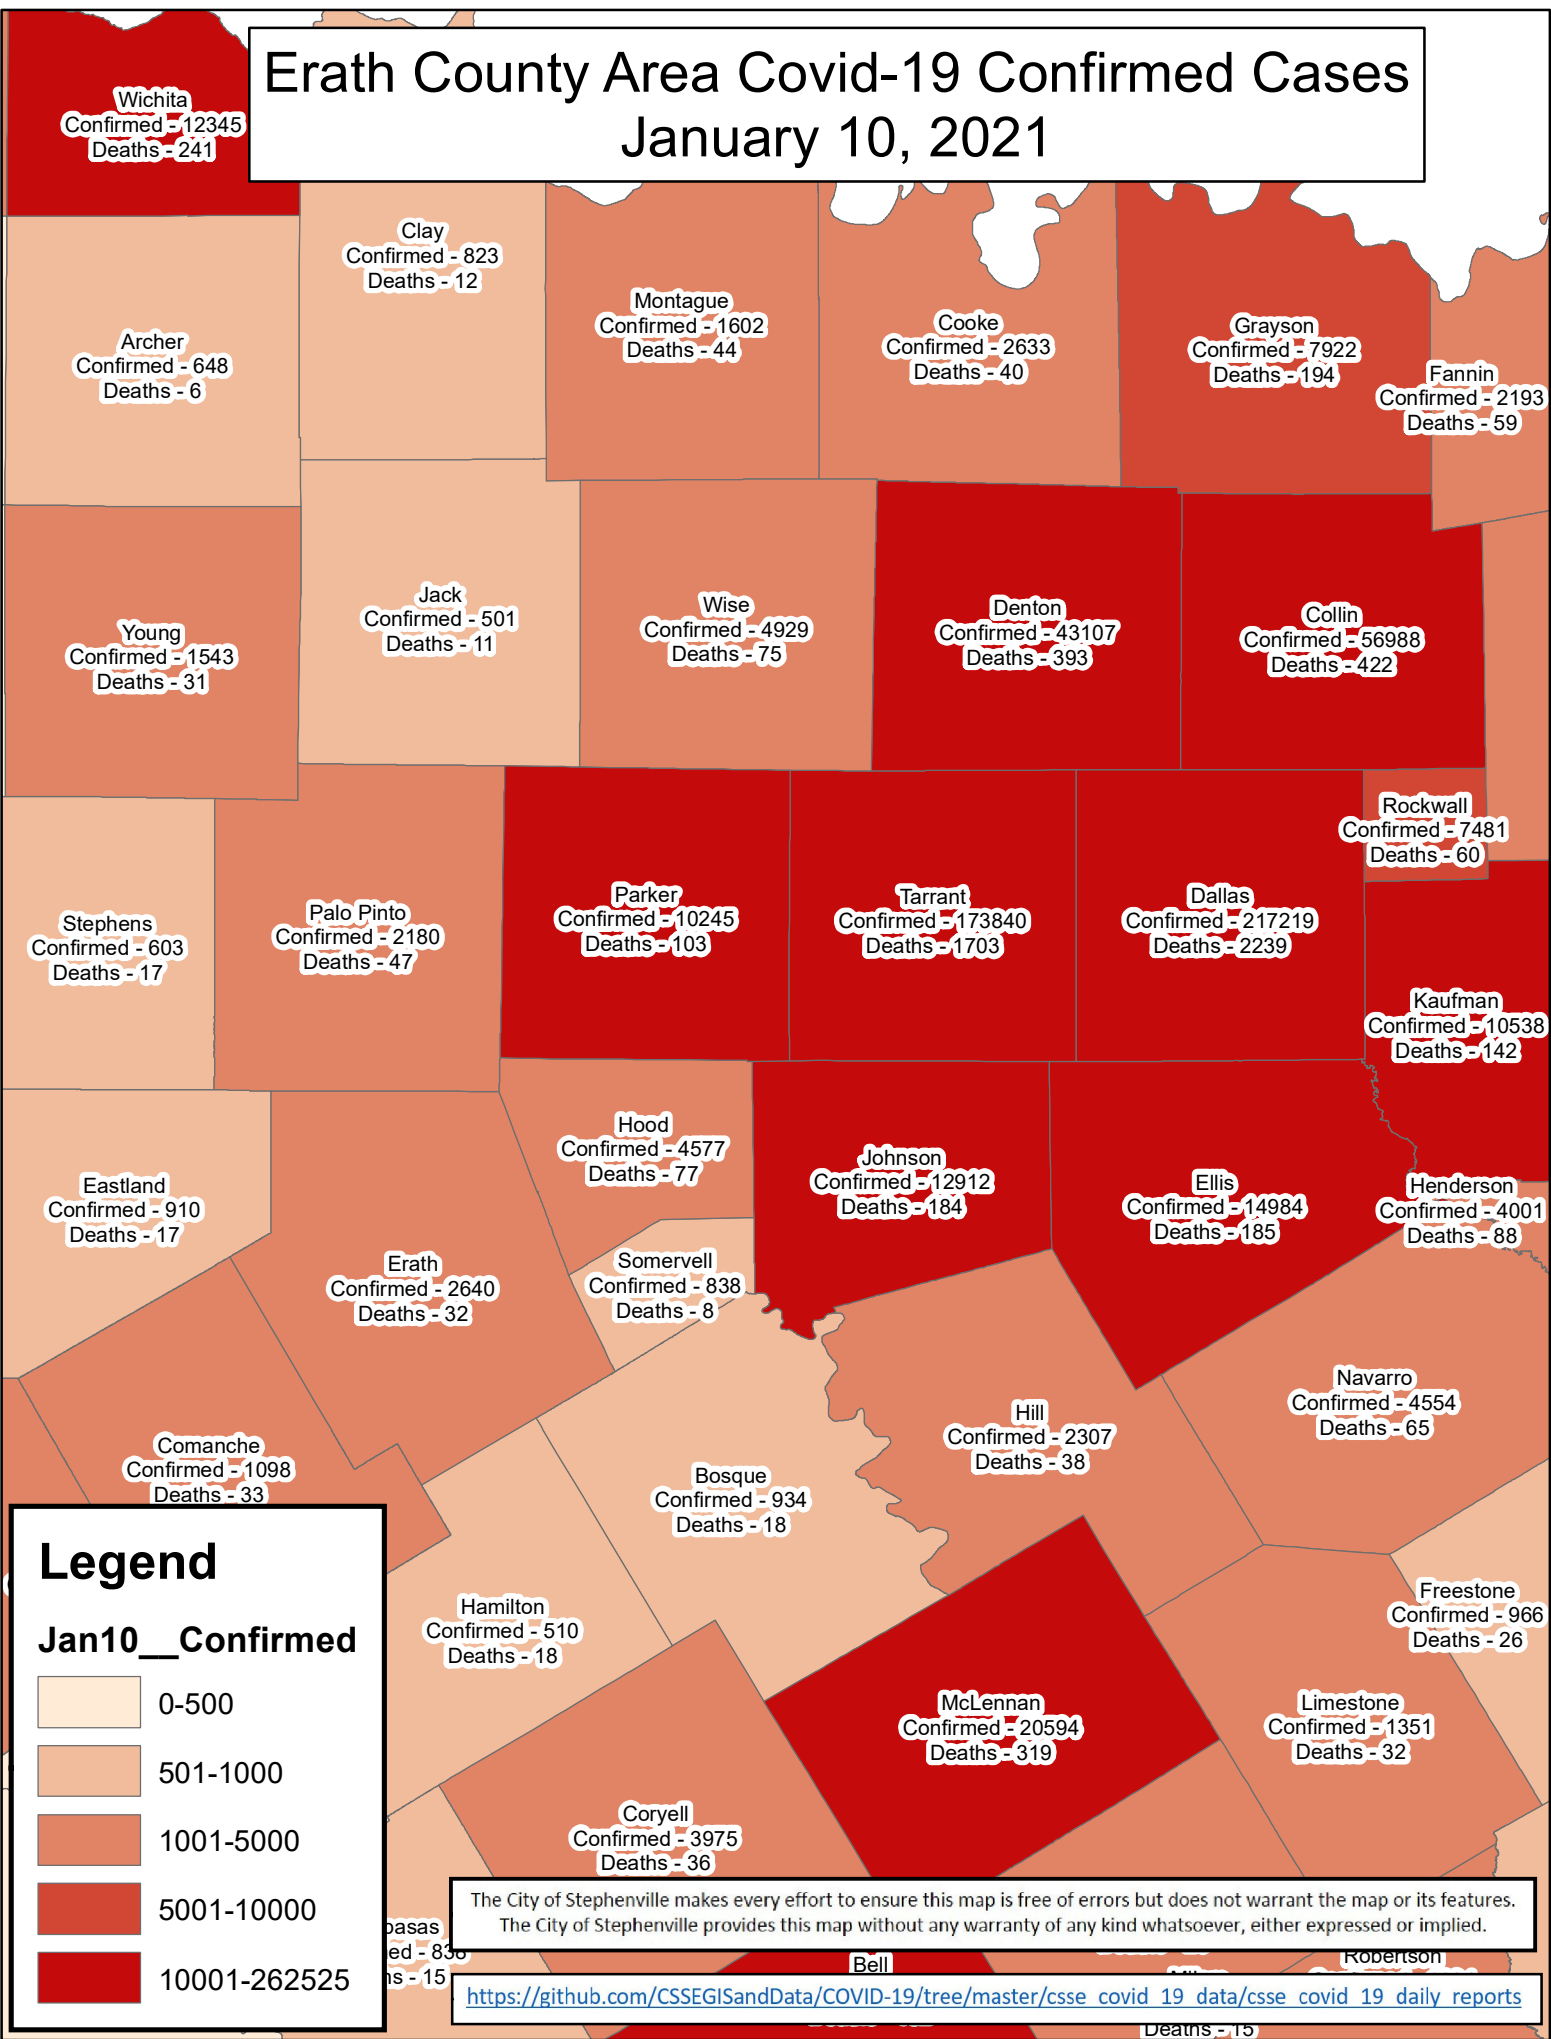 Erath County Area Covid-19 Confirmed Cases
January 10, 2021
Wichita
Confirmed - 12345
Deaths - 241
Clay
Confirmed - 823
Deaths - 12
Montague
Confirmed - 1602
Deaths - 44
Cooke
Confirmed - 2633
Deaths - 40
Grayson
Confirmed - 7922
Deaths - 194
Archer
Confirmed - 648
Deaths - 6
Fannin
Confirmed - 2193
Deaths - 59
Young
Confirmed - 1543
Deaths - 31
Jack
Confirmed - 501
Deaths - 11
Wise
Confirmed - 4929
Deaths - 75
Denton
Confirmed - 43107
Deaths - 393
Collin
Confirmed - 56988
Deaths - 422
Rockwall
Confirmed - 7481
Deaths - 60
Stephens
Confirmed - 603
Deaths - 17
Palo Pinto
Confirmed - 2180
Deaths - 47
Parker
Confirmed - 10245
Deaths - 103
Tarrant
Confirmed - 173840
Deaths - 1703
Dallas
Confirmed - 217219
Deaths - 2239
Kaufman
Confirmed - 10538
Deaths - 142
Eastland
Confirmed - 910
Deaths - 17
Hood
Confirmed - 4577
Deaths - 77
Johnson
Confirmed - 12912
Deaths - 184
Ellis
Confirmed - 14984
Deaths - 185
Henderson
Confirmed - 4001
Deaths - 88
Erath
Confirmed - 2640
Deaths - 32
Somervell
Confirmed - 838
Deaths - 8
Navarro
Confirmed - 4554
Deaths - 65
Hill
Confirmed - 2307
Deaths - 38
Comanche
Confirmed - 1098
Deaths - 33
Bosque
Confirmed - 934
Deaths - 18
Hamilton
Confirmed - 510
Deaths - 18
Freestone
Confirmed - 966
Deaths - 26
McLennan
Confirmed - 20594
Deaths - 319
Limestone
Confirmed - 1351
Deaths - 32
Coryell
Confirmed - 3975
Deaths - 36
Legend
Jan10__Confirmed
0-500
501-1000
1001-5000
5001-10000
10001-262525
pasas
ed - 838
hs - 15
The City of Stephenville makes every effort to ensure this map is free of errors but does not warrant the map or its features.
The City of Stephenville provides this map without any warranty of any kind whatsoever, either expressed or implied.
Bell
Robertson
https://github.com/CSSEGISandData/COVID-19/tree/master/csse_covid_19_data/csse_covid_19_daily_reports
Deaths - 15